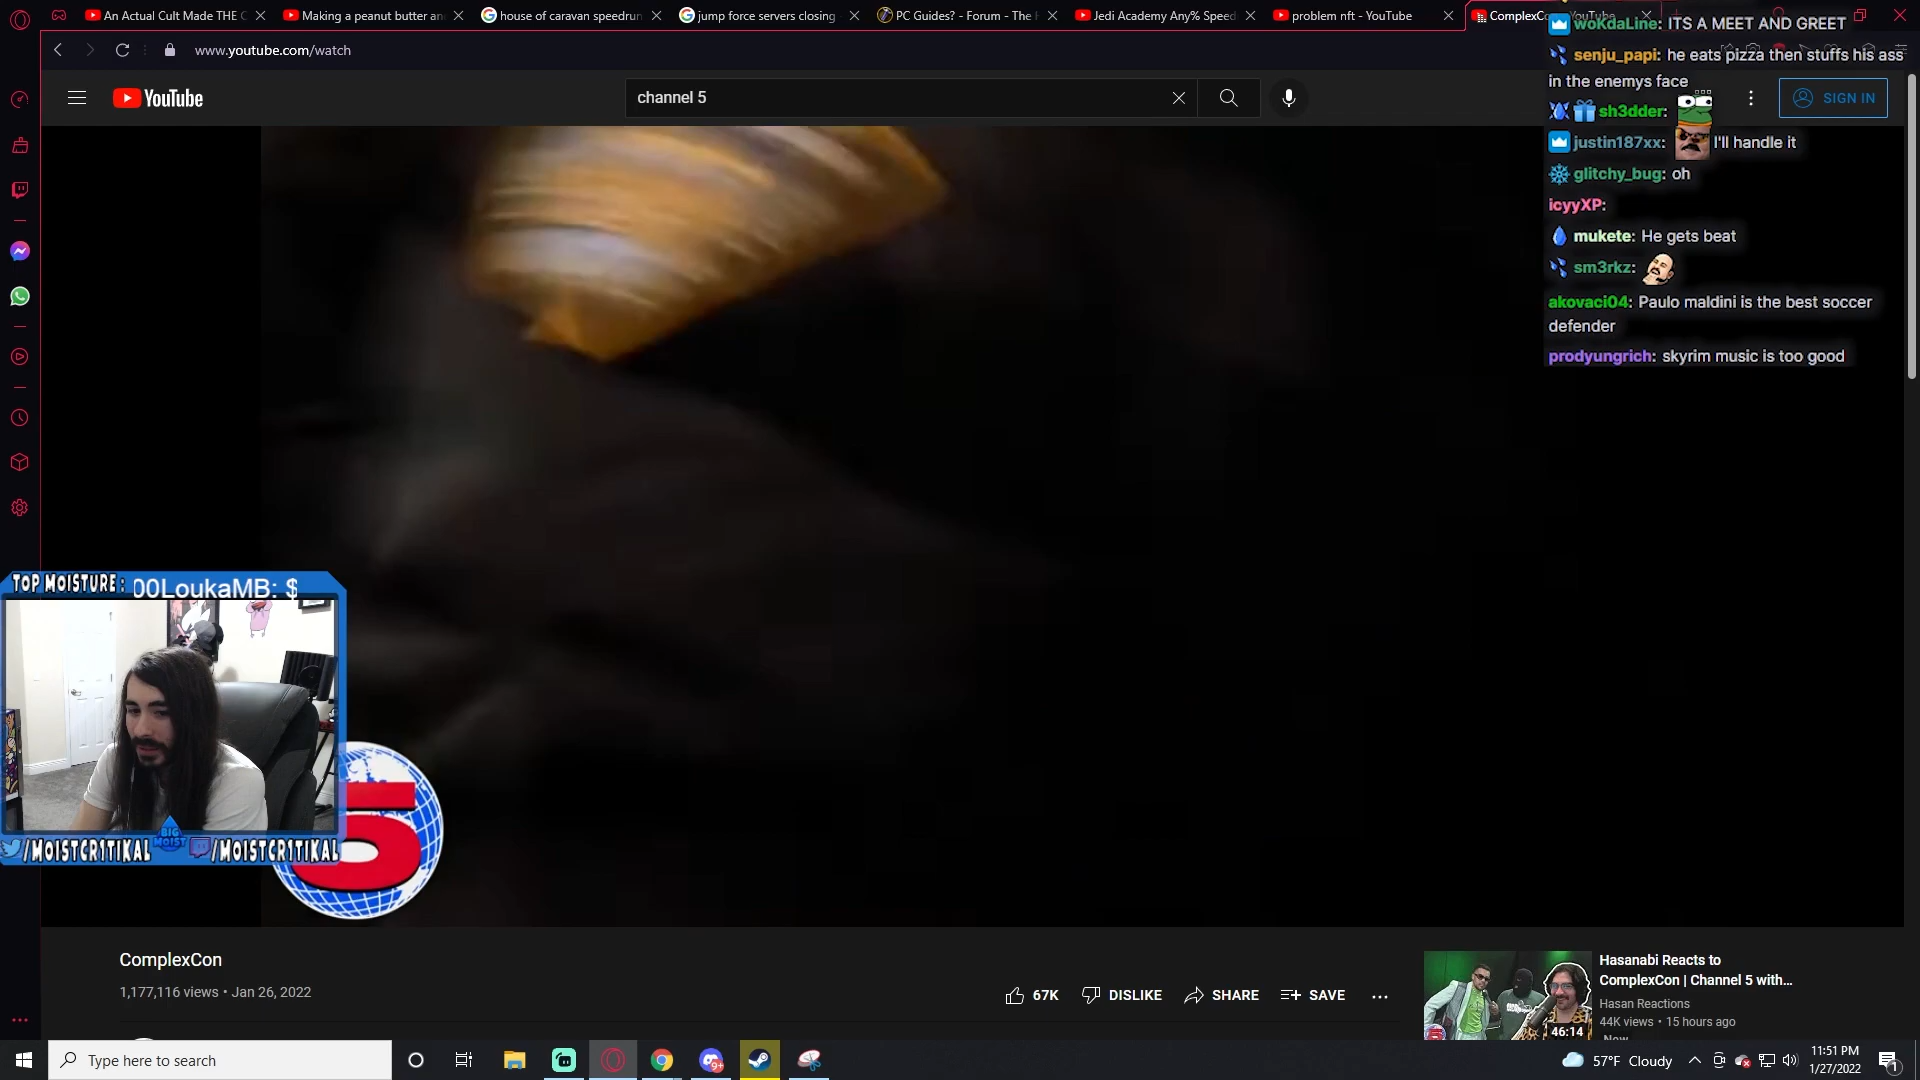 An Actual Cult Made THE C
Making a peanut butter an
house of caravan speedrun
jump force servers closing
PC Guides? - Forum - The
Jedi Academy Any% Speed
problem nft - YouTube
www.youtube.com/watch
YouTube
channel 5
SIGN IN
woKdaLine: ITS A MEET AND GREET
senju_papi: he eats pizza then stuffs his ass
in the enemys face
sh3dder:
justin187xx: I'll handle it
glitchy_bug: oh
icyyXP:
mukete: He gets beat
sm3rkz:
akovaci04: Paulo maldini is the best soccer
defender
prodyungrich: skyrim music is too good
TOP MOISTURE: 00LoukaMB: $
BIG
MOIST
/MOISTCR1TIKAL /MOISTCR1TIKAL
5
ComplexCon
1,177,116 views • Jan 26, 2022
67K DISLIKE SHARE SAVE
Hasanabi Reacts to
ComplexCon | Channel 5 with...
Hasan Reactions
44K views • 15 hours ago
46:14
Type here to search
9+
57°F Cloudy
11:51 PM
1/27/2022
1